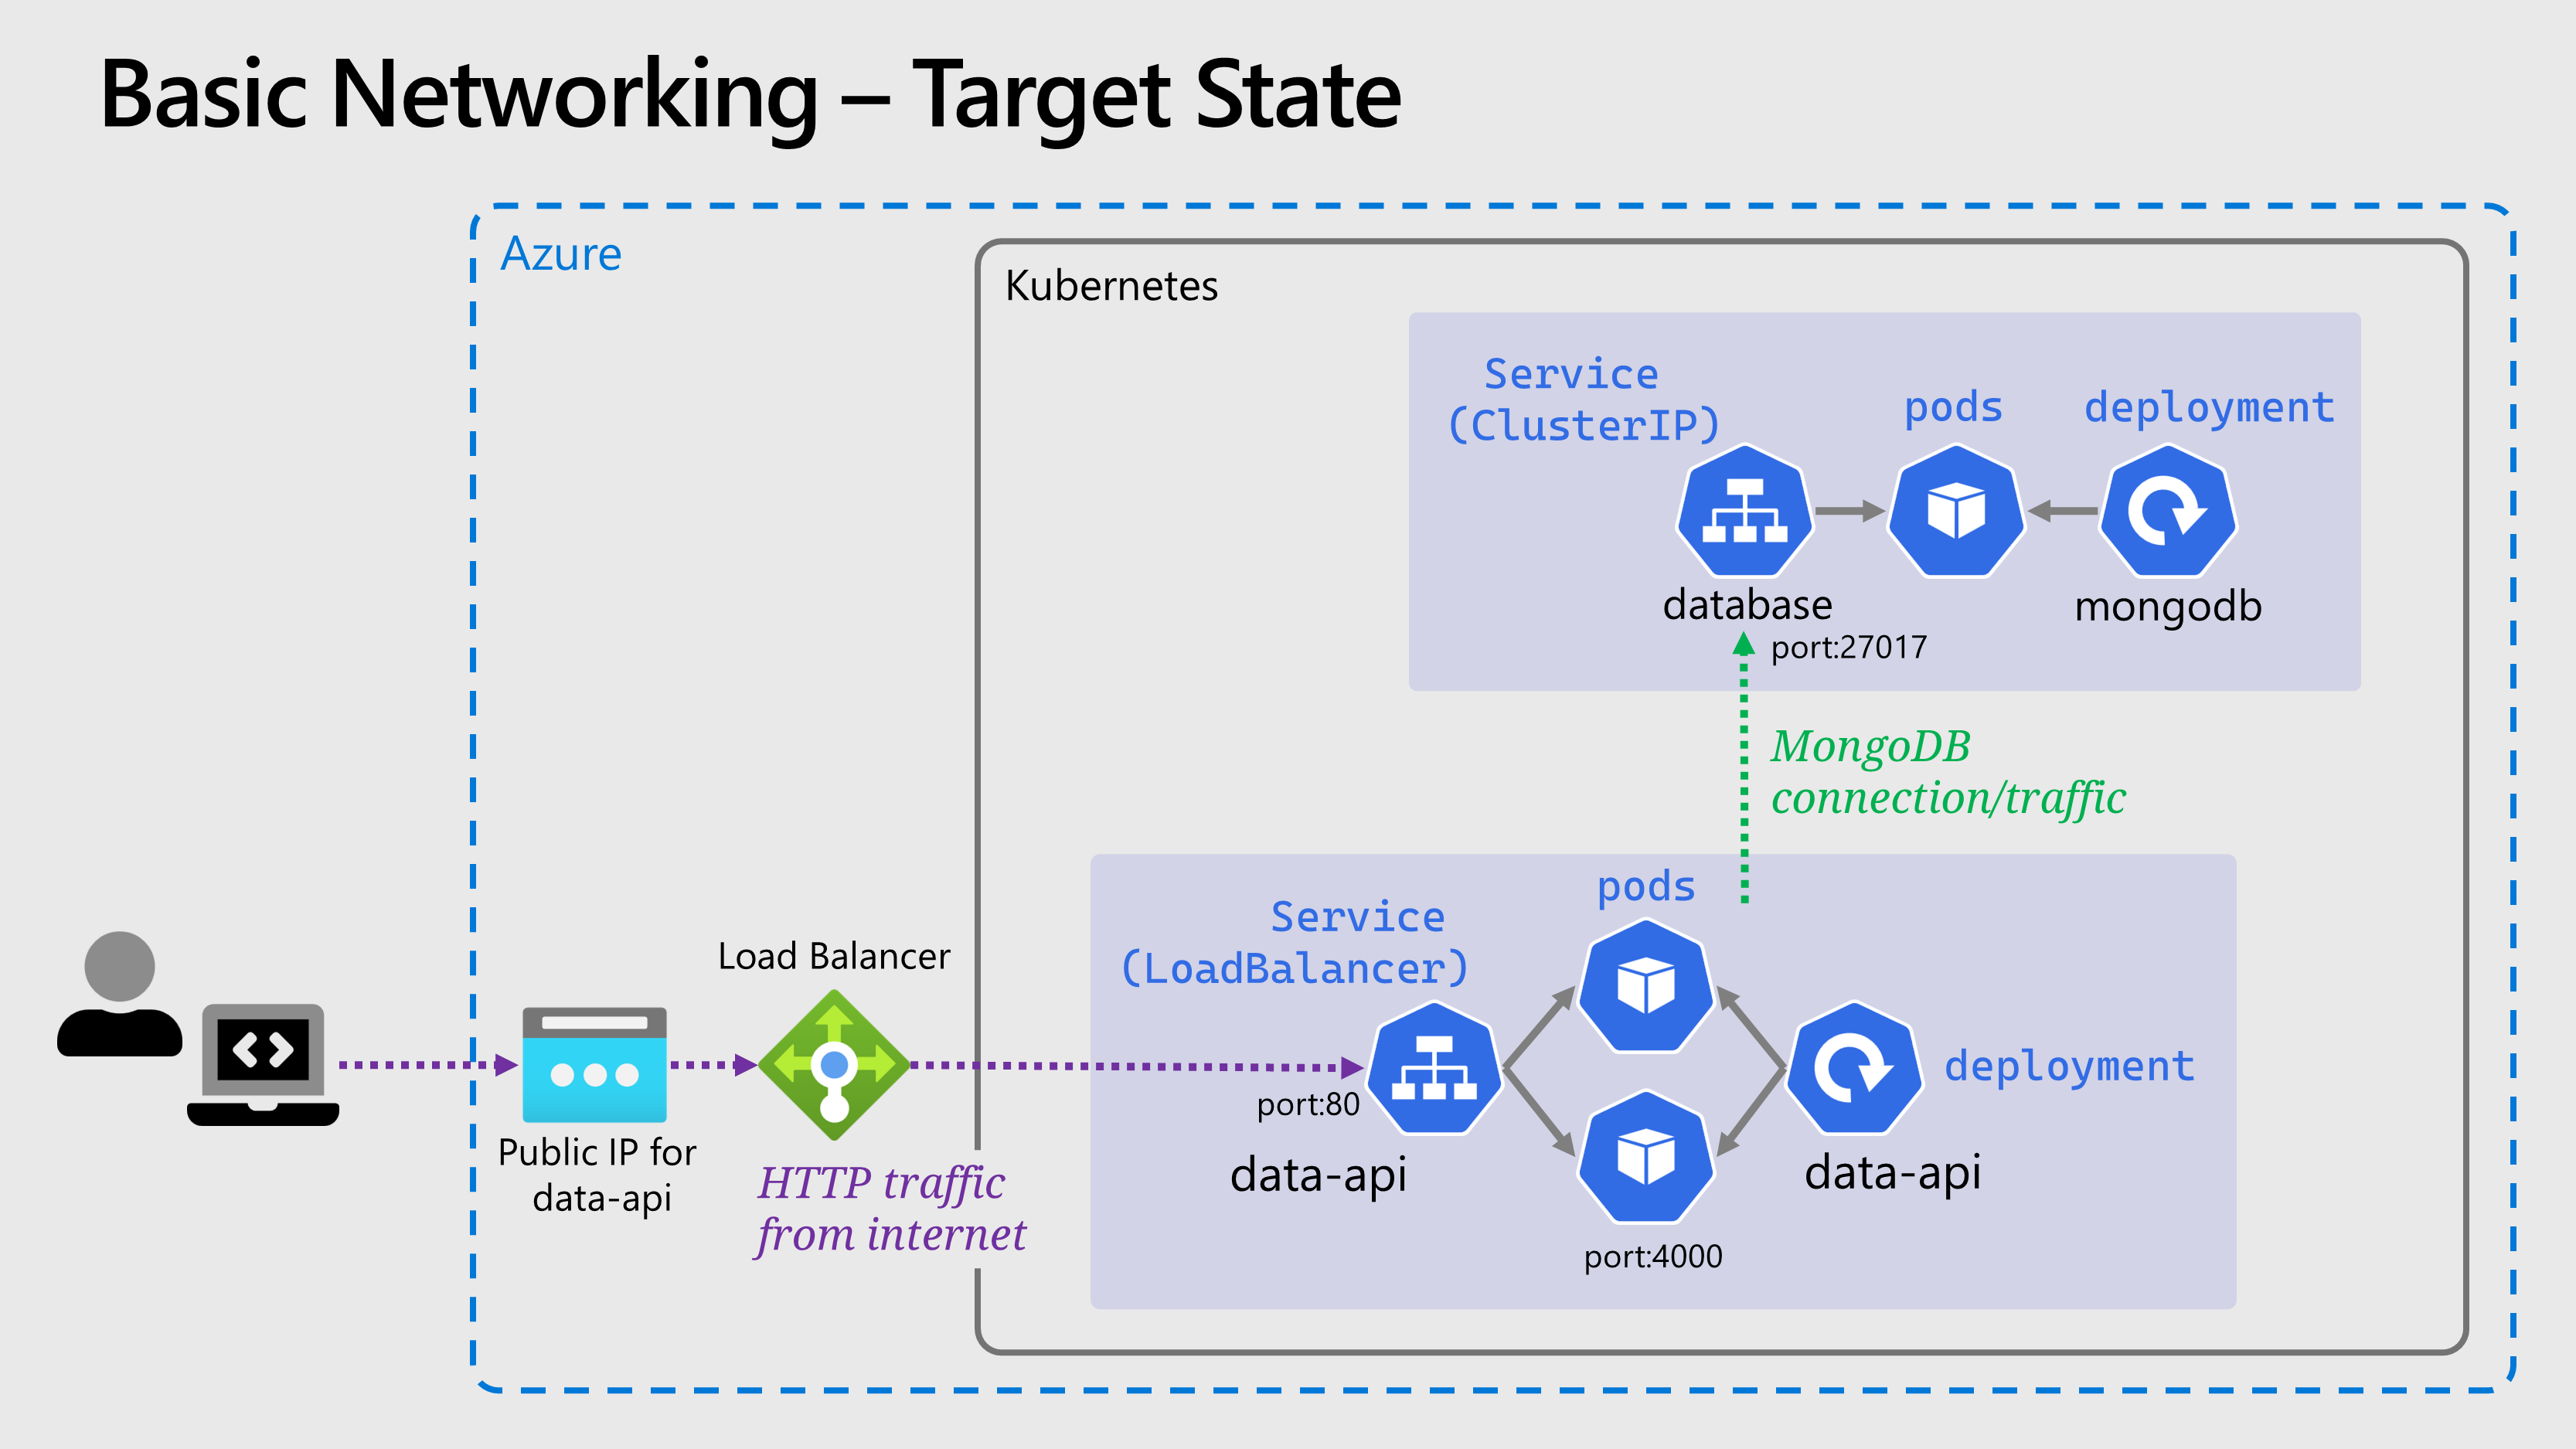 Basic Networking – Target State
Azure
Kubernetes
Service
(ClusterIP)
pods
deployment
database
port:27017
mongodb
MongoDB
connection/traffic
pods
Service
(LoadBalancer)
Load Balancer
deployment
port:80
data-api
data-api
Public IP for
data-api
HTTP traffic
from internet
port:4000